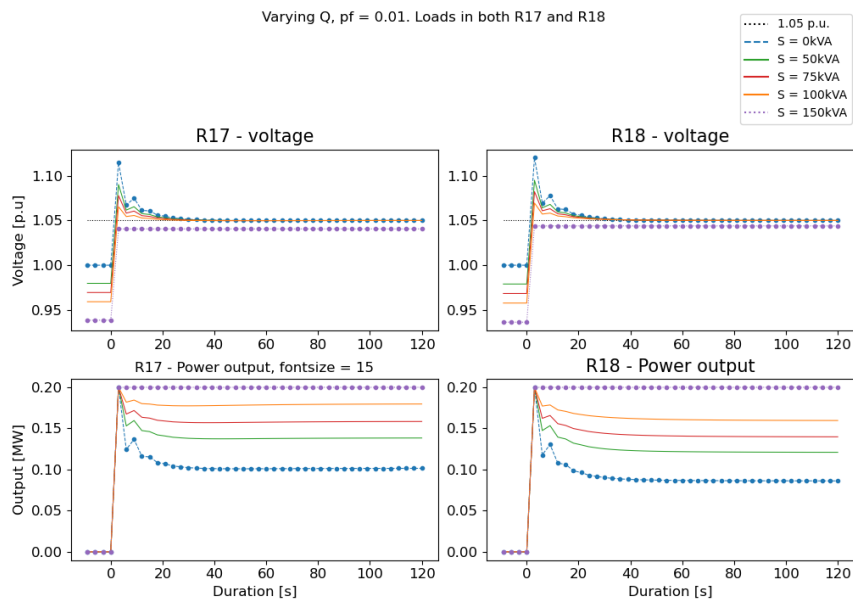 Varying Q, pf = 0.01. Loads in both R17 and R18
1.05 p.u.
S = 0kVA
S = 50kVA
S = 75kVA
S = 100kVA
S = 150kVA
R17 - voltage
R18 - voltage
Voltage [p.u]
1.10
1.05
1.00
0.95
0 20 40 60 80 100 120
1.10
1.05
1.00
0.95
0 20 40 60 80 100 120
R17 - Power output, fontsize = 15
R18 - Power output
Output [MW]
0.20
0.15
0.10
0.05
0.00
0 20 40 60 80 100 120
Duration [s]
0.20
0.15
0.10
0.05
0.00
0 20 40 60 80 100 120
Duration [s]